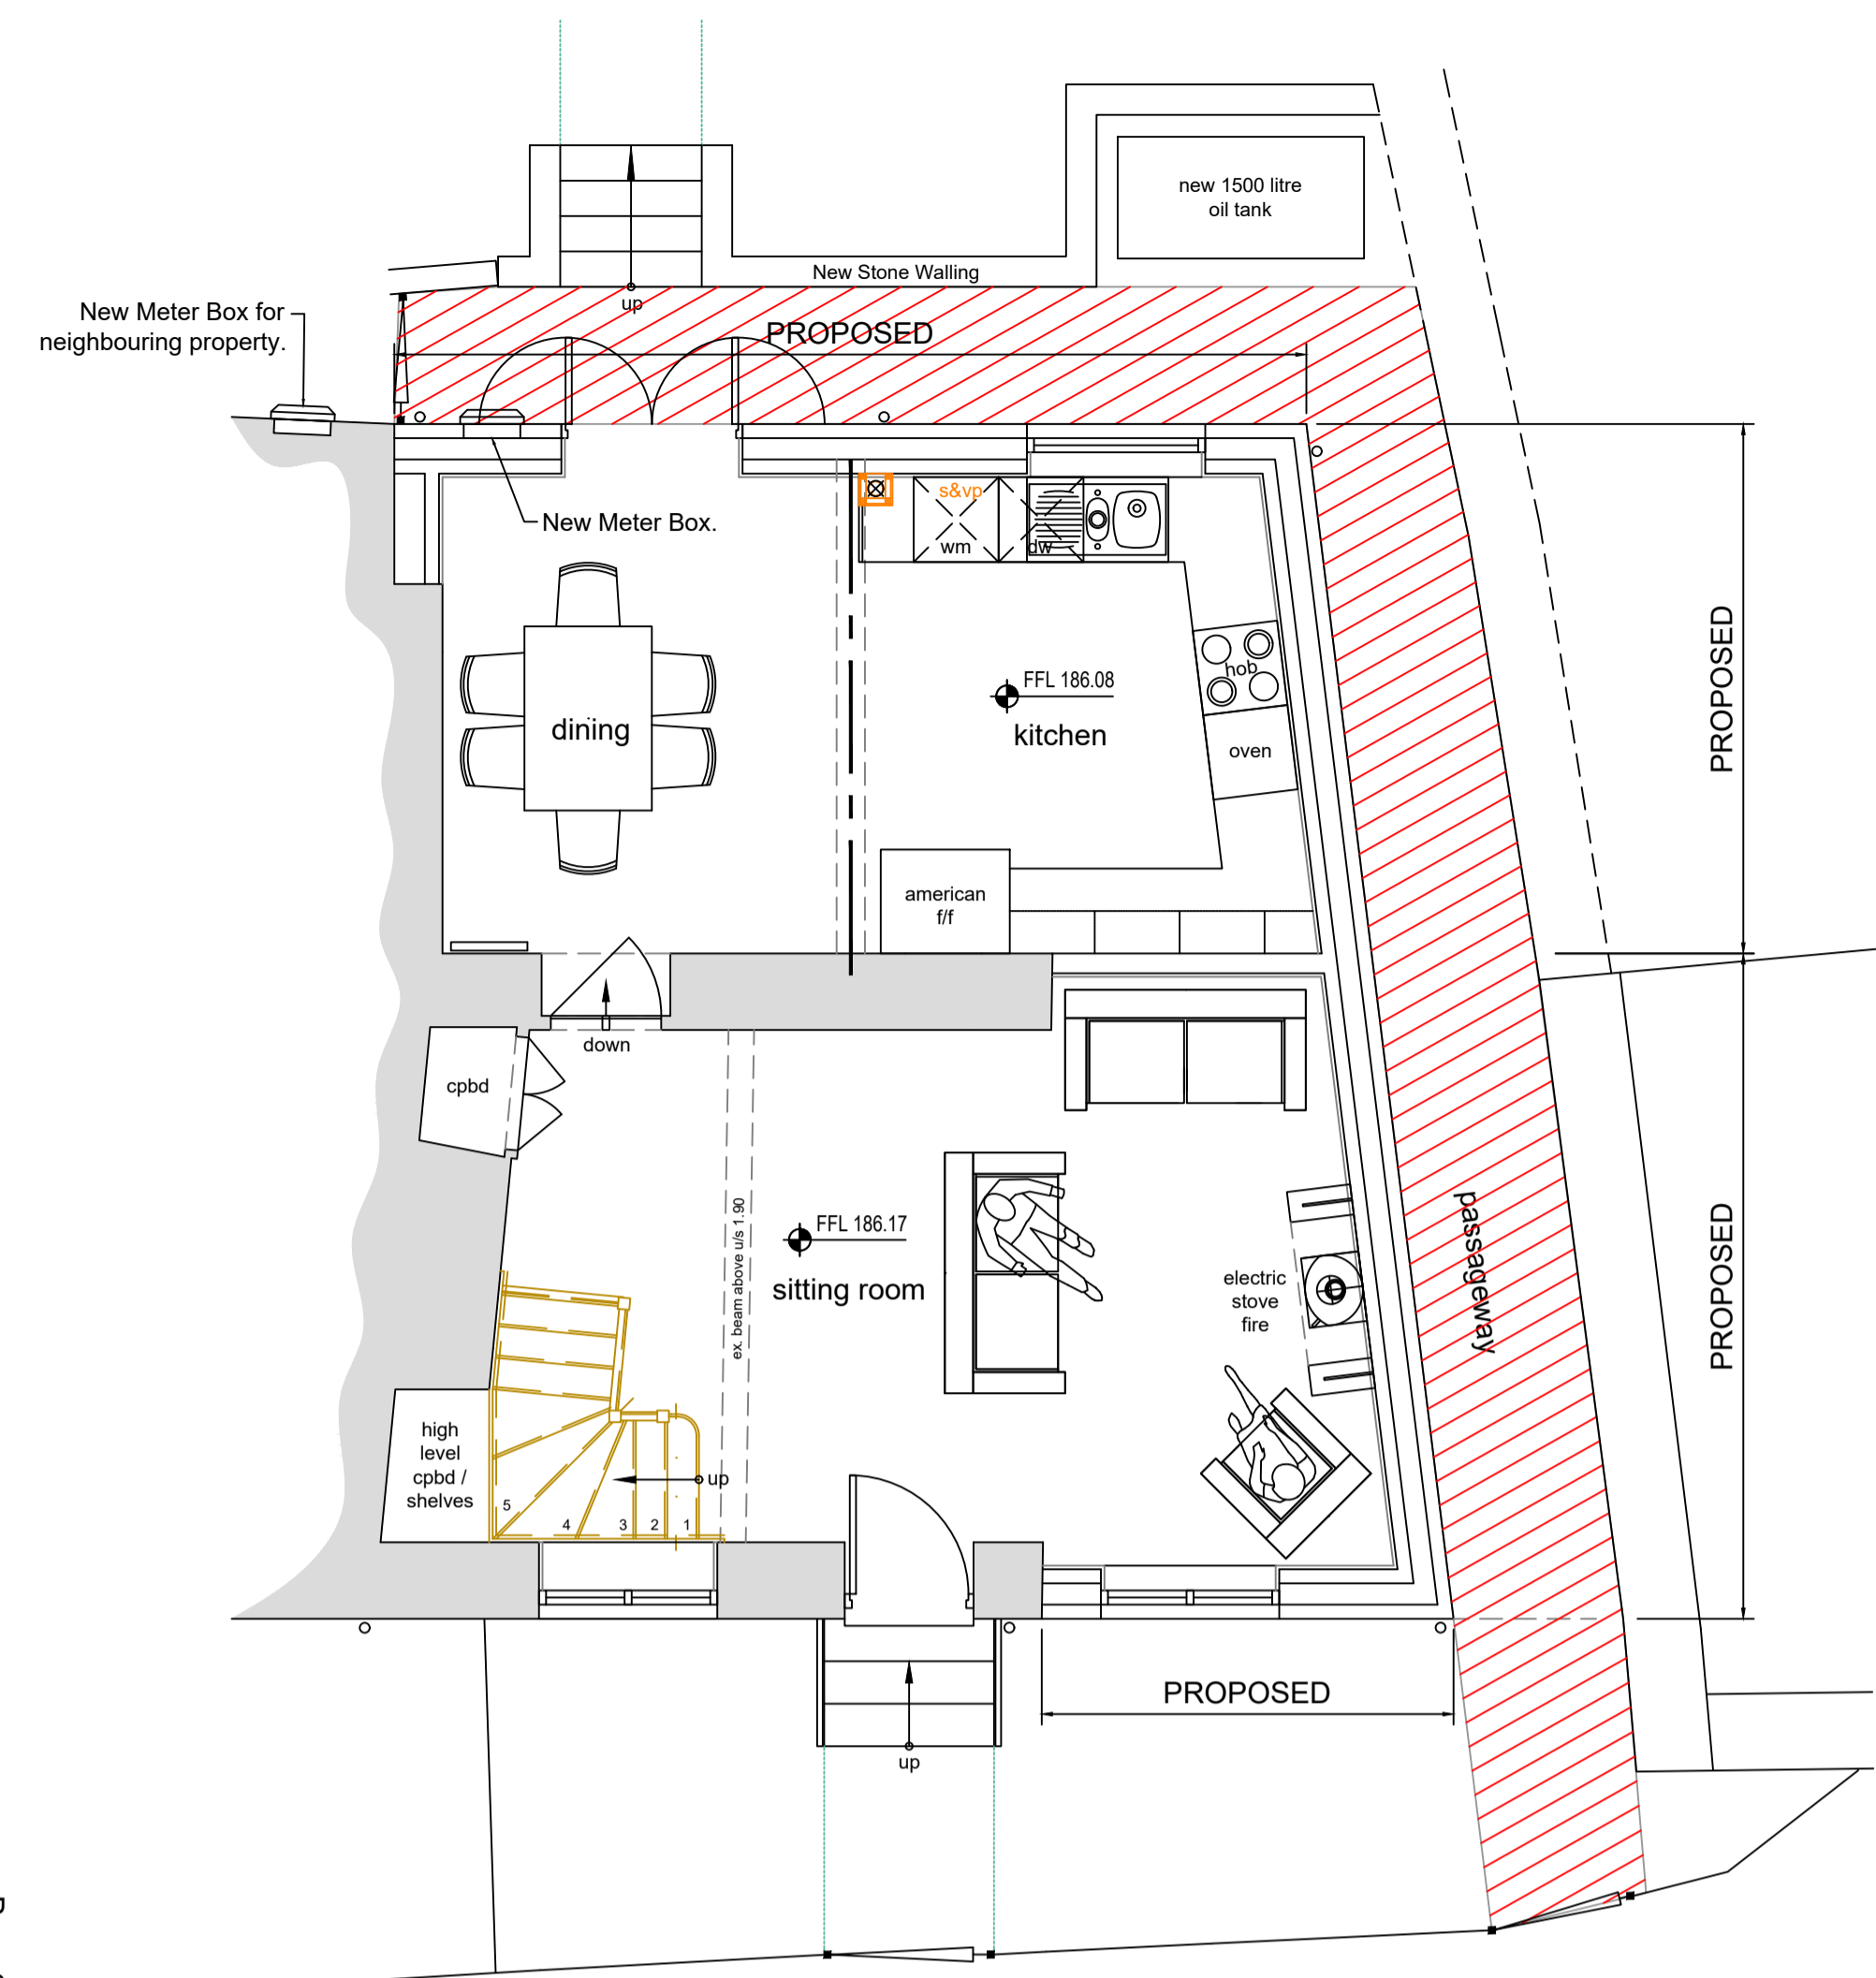 new 1500 litre
oil tank
New Stone Walling
up
New Meter Box for
neighbouring property.
PROPOSED
s&vp
New Meter Box.
wm
dw
hob
FFL 186.08
kitchen
dining
oven
PROPOSED
american
f/f
down
cpbd
ex. beam above u/s 1.90
FFL 186.17
sitting room
electric
stove
fire
passageway
PROPOSED
high
level
cpbd /
shelves
up
5
4
3
2
1
PROPOSED
up